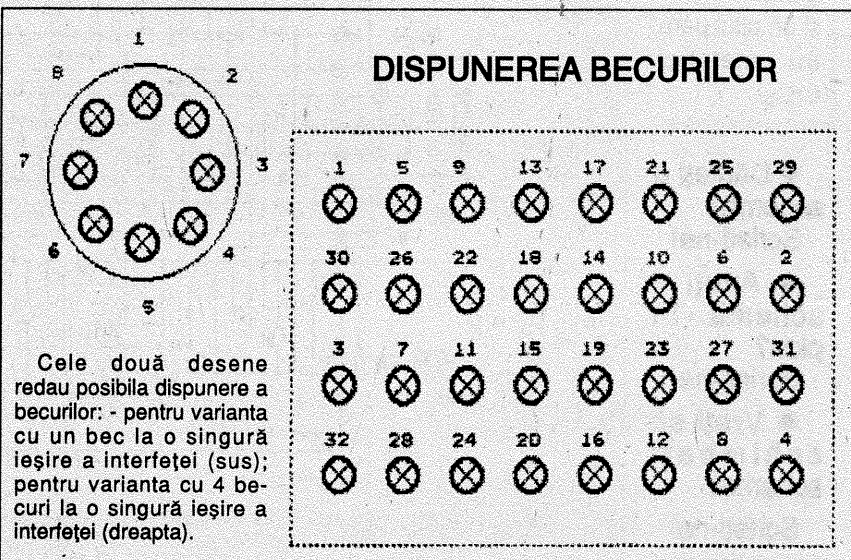 DISPUNEREA BECURILOR
1
8 2
7 3
6 4
5
1 5 9 13 17 21 25 29
30 26 22 18 14 10 6 2
3 7 11 15 19 23 27 31
32 28 24 20 16 12 8 4
Cele două desene
redau posibila dispunere a
becurilor: - pentru varianta
cu un bec la o singură
ieşire a interfeţei (sus);
pentru varianta cu 4 be-
curi la o singură ieşire a
interfeţei (dreapta).